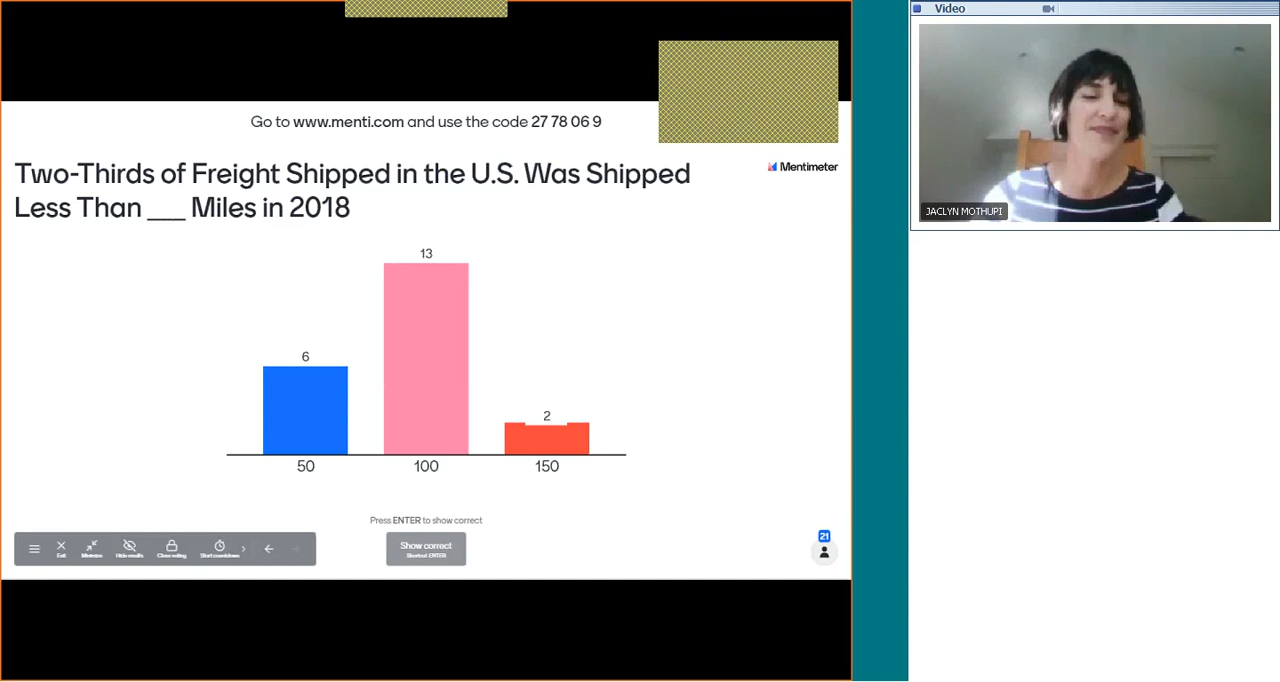 Video
Go to www.menti.com and use the code 27 78 06 9
Two-Thirds of Freight Shipped in the U.S. Was Shipped
Less Than ___ Miles in 2018
Mentimeter
JACLYN MOTHUPI
13
6
2
50
100
150
Press ENTER to show correct
Show correct
Shortcut ENTER
Exit
Minimize
Hide results
Close voting
Start countdown
21